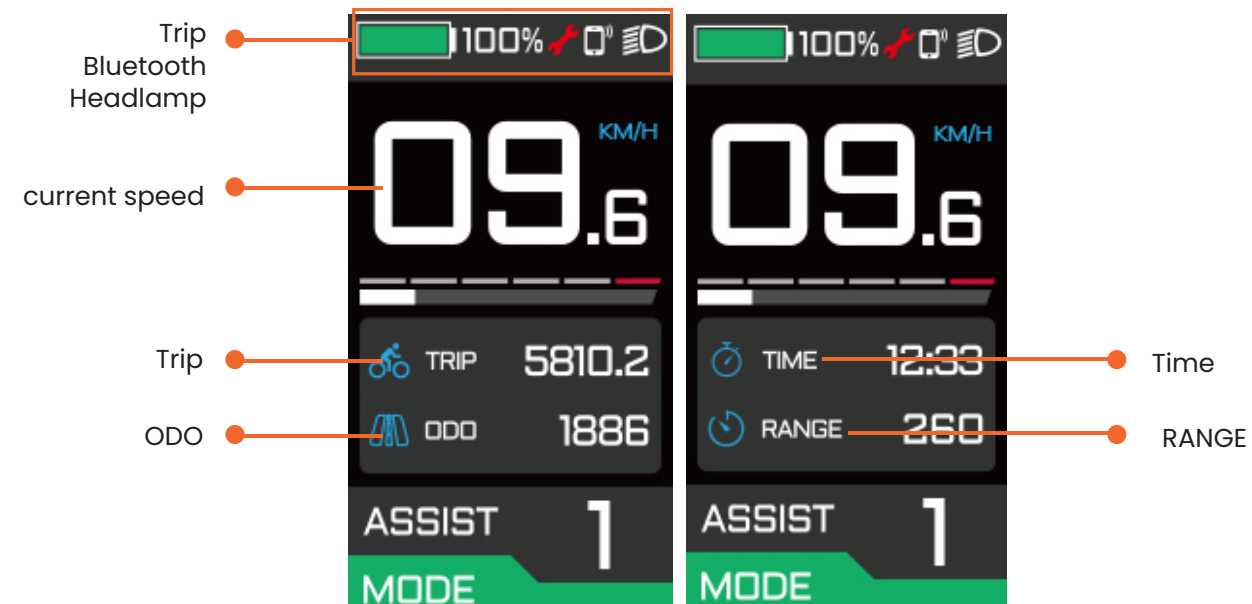 Trip
Bluetooth
Headlamp
100%
100%
KM/H
KM/H
current speed
09.6
09.6
Trip
TRIP 5810.2
TIME 12:33
Time
ODO
ODO 1886
RANGE 260
RANGE
ASSIST 1
ASSIST 1
MODE
MODE